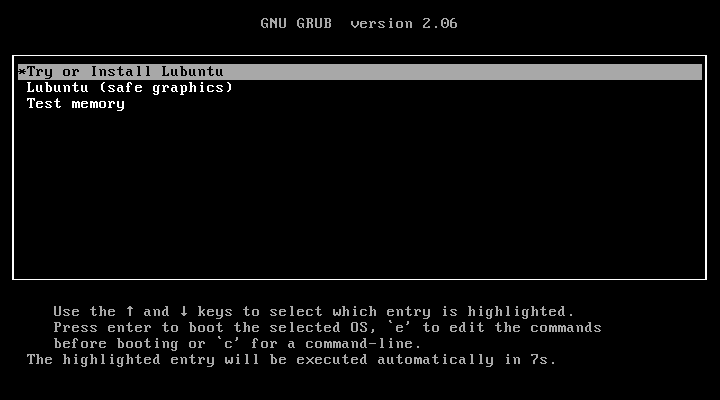 GNU GRUB  version 2.06
*Try or Install Lubuntu
Lubuntu (safe graphics)
Test memory
Use the ↑ and ↓ keys to select which entry is highlighted.
Press enter to boot the selected OS, `e' to edit the commands
before booting or `c' for a command-line.
The highlighted entry will be executed automatically in 7s.